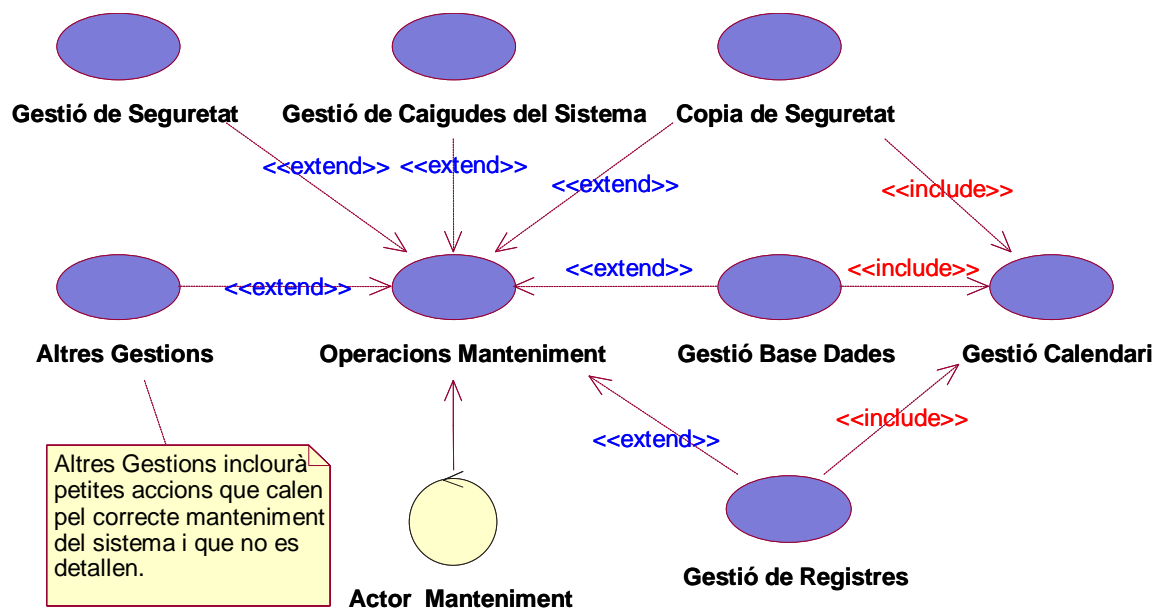 Gestió de Seguretat
Gestió de Caigudes del Sistema
Copia de Seguretat
<<extend>>
<<extend>>
<<extend>>
<<include>>
<<extend>>
<<extend>>
<<include>>
Altres Gestions
Operacions Manteniment
Gestió Base Dades
Gestió Calendari
<<extend>>
<<include>>
Altres Gestions inclourà
petites accions que calen
pel correcte manteniment
del sistema i que no es
detallen.
Actor Manteniment
Gestió de Registres